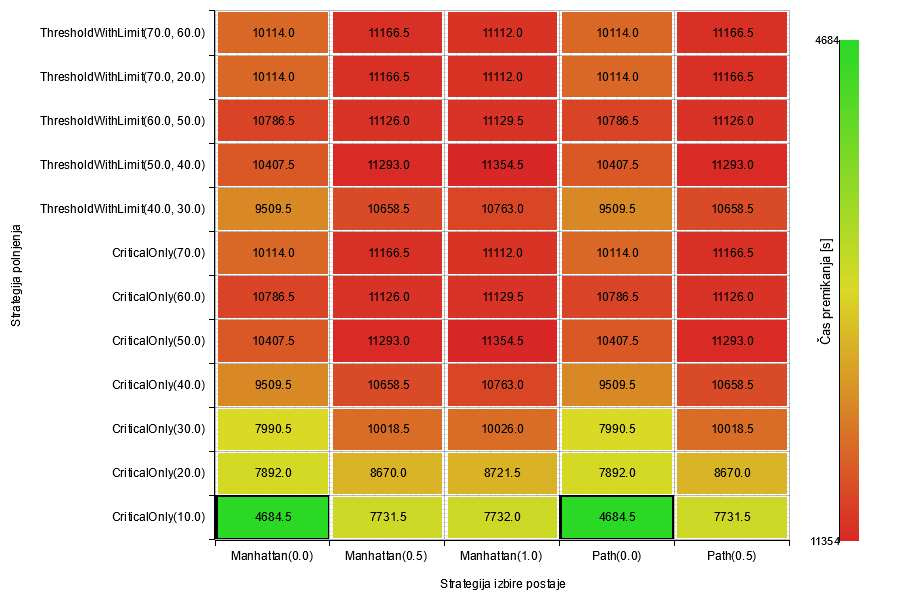 ThresholdWithLimit(70.0, 60.0) 10114.0 11166.5 11112.0 10114.0 11166.5
4684
ThresholdWithLimit(70.0, 20.0) 10114.0 11166.5 11112.0 10114.0 11166.5
ThresholdWithLimit(60.0, 50.0) 10786.5 11126.0 11129.5 10786.5 11126.0
ThresholdWithLimit(50.0, 40.0) 10407.5 11293.0 11354.5 10407.5 11293.0
ThresholdWithLimit(40.0, 30.0) 9509.5 10658.5 10763.0 9509.5 10658.5
CriticalOnly(70.0) 10114.0 11166.5 11112.0 10114.0 11166.5
CriticalOnly(60.0) 10786.5 11126.0 11129.5 10786.5 11126.0
CriticalOnly(50.0) 10407.5 11293.0 11354.5 10407.5 11293.0
CriticalOnly(40.0) 9509.5 10658.5 10763.0 9509.5 10658.5
CriticalOnly(30.0) 7990.5 10018.5 10026.0 7990.5 10018.5
CriticalOnly(20.0) 7892.0 8670.0 8721.5 7892.0 8670.0
CriticalOnly(10.0) 4684.5 7731.5 7732.0 4684.5 7731.5
11354
Manhattan(0.0) Manhattan(0.5) Manhattan(1.0) Path(0.0) Path(0.5)
Strategija izbire postaje
Strategija polnjenja
Čas premikanja [s]